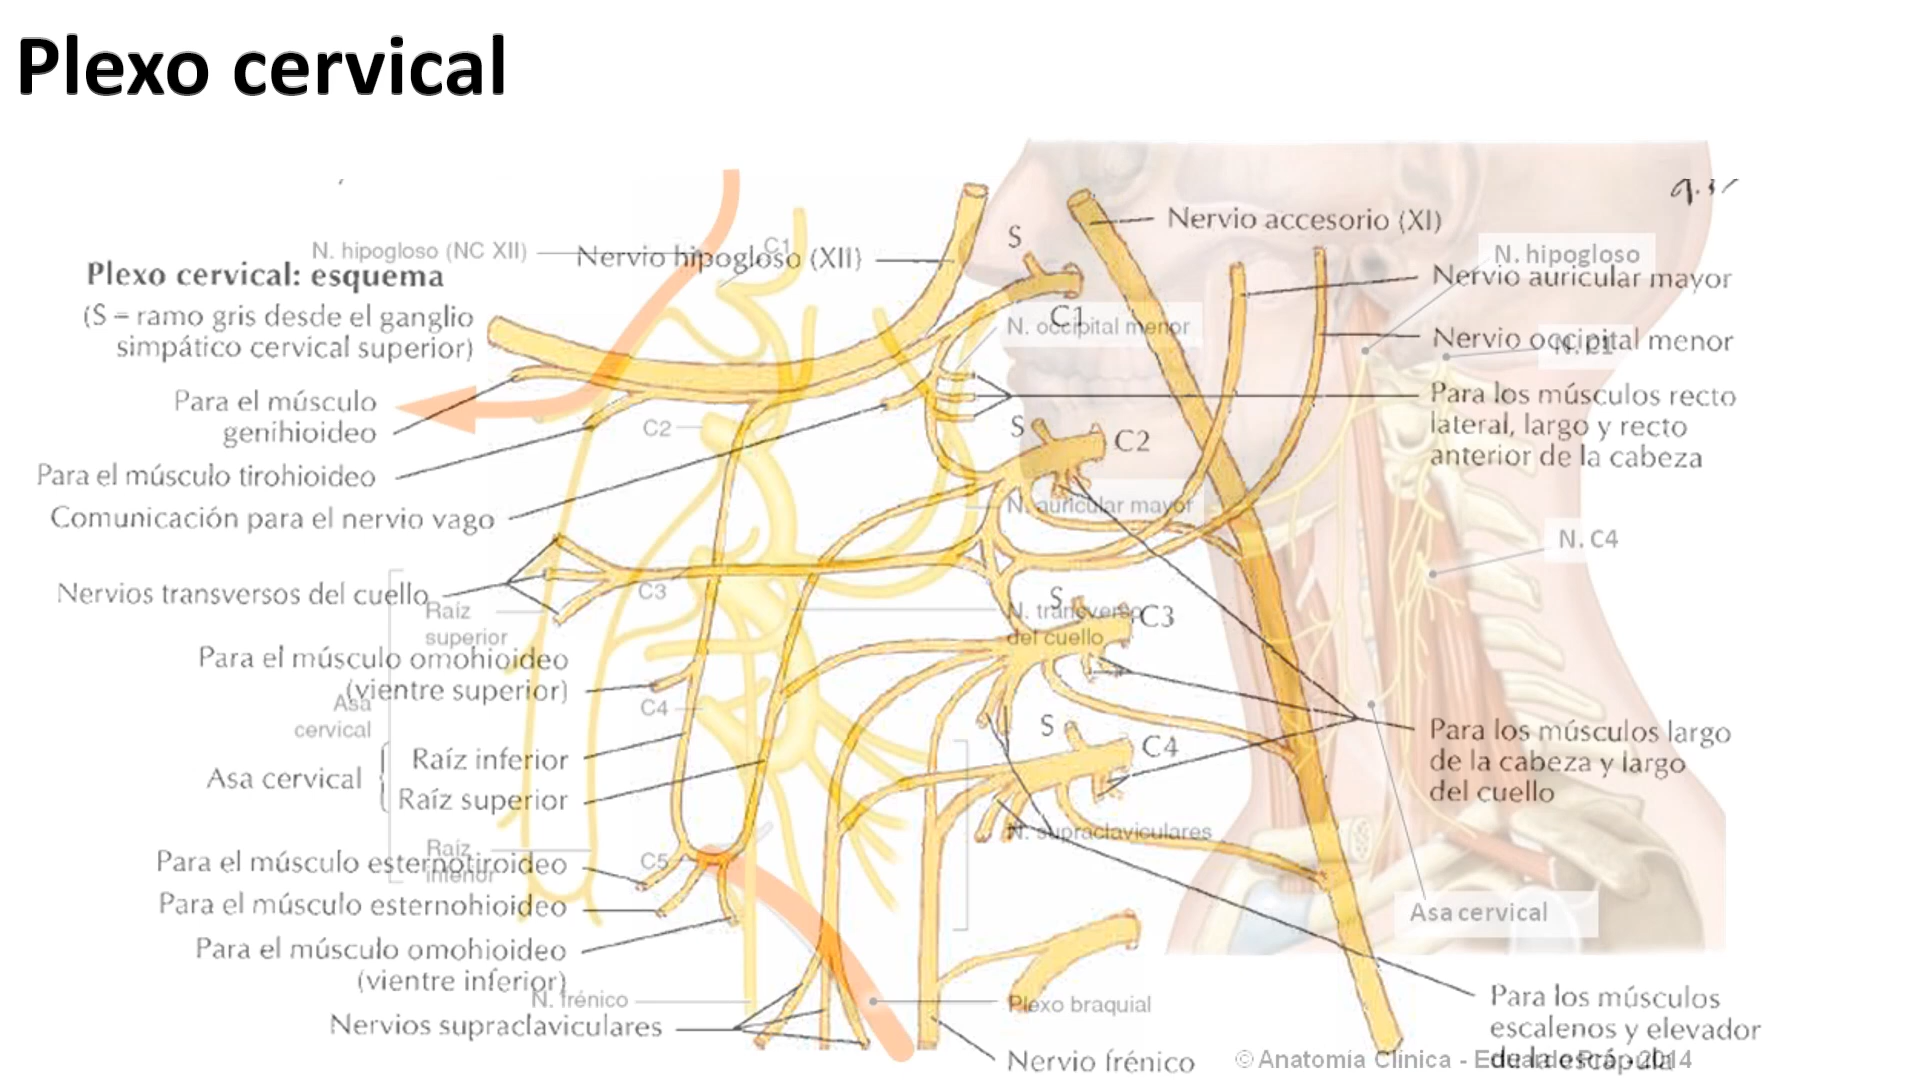 Plexo cervical
N. hipogloso (NC XII)
C1
Nervio hipogloso (XII)
Plexo cervical: esquema
(S = ramo gris desde el ganglio
simpático cervical superior)
Para el músculo
genihioideo
Para el músculo tirohioideo
Comunicación para el nervio vago
Nervios transversos del cuello
Raíz
superior
Para el músculo omohioideo
(vientre superior)
Asa
cervical
Asa cervical
Raíz inferior
Raíz superior
Raíz
inferior
Para el músculo esternotiroideo
Para el músculo esternohioideo
Para el músculo omohioideo
(vientre inferior)
N. frénico
Nervios supraclaviculares
C2
C3
C4
C5
S
C1
N. occipital menor
S
C2
N. auricular mayor
S
C3
N. transverso
del cuello
S
C4
N. supraclaviculares
Plexo braquial
Nervio frénico
Nervio accesorio (XI)
N. hipogloso
Nervio auricular mayor
Nervio occipital menor
N. C1
Para los músculos recto
lateral, largo y recto
anterior de la cabeza
N. C4
Para los músculos largo
de la cabeza y largo
del cuello
Asa cervical
Para los músculos
escalenos y elevador
de la escápula
© Anatomía Clínica - Eduardo Pró - 2014